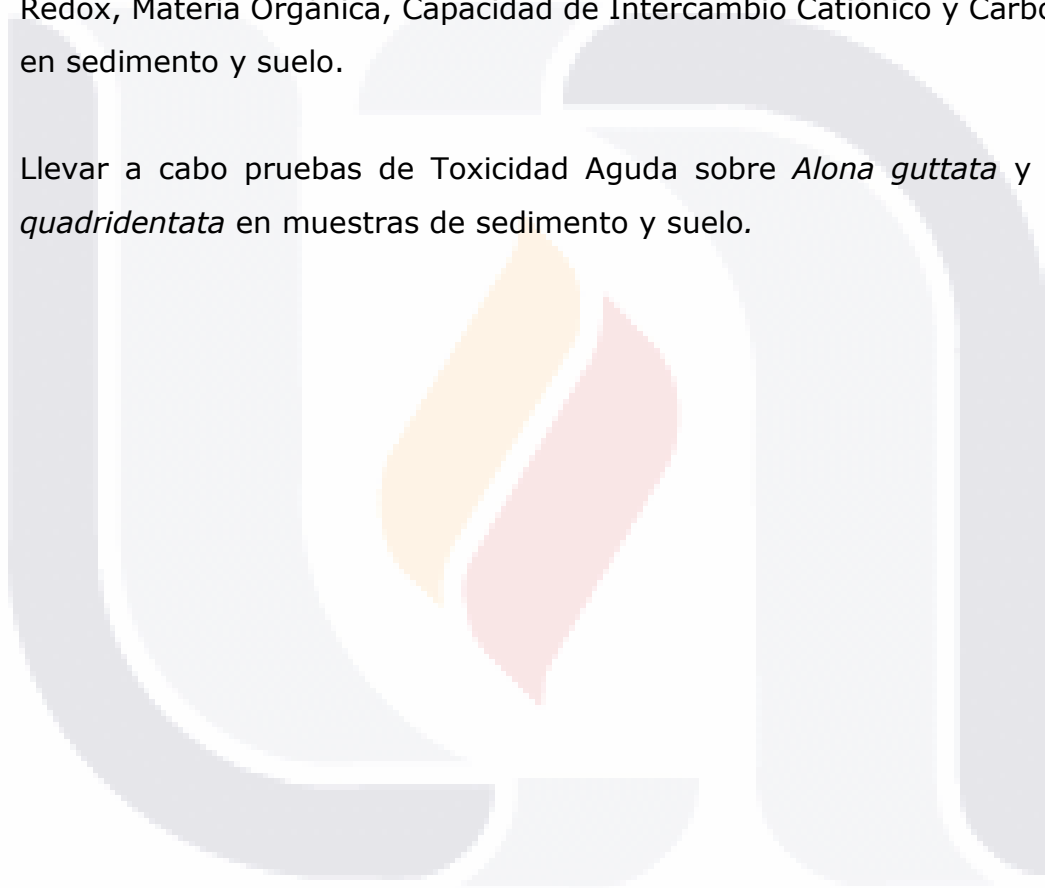 Redox, Materia Orgánica, Capacidad de Intercambio Catiónico y
en sedimento y suelo.
Llevar a cabo pruebas de Toxicidad Aguda sobre Alona guttata y
quadridentata en muestras de sedimento y suelo.